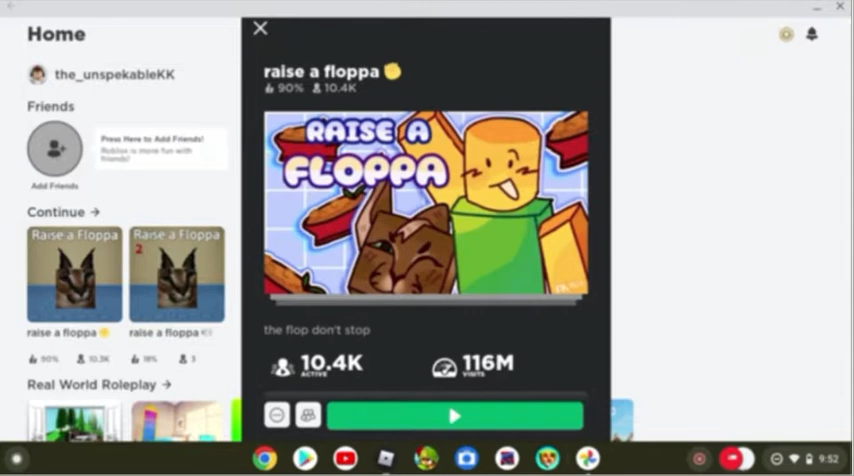 Home
the_unspekableKK
Friends
Press Here to Add Friends!
Roblox is more fun with
friends!
Add Friends
Continue →
Raise a Floppa
Raise a Floppa
2
raise a floppa
raise a floppa
90% 10.3K
18% 3
Real World Roleplay →
raise a floppa
90% 10.4K
RAISE A
FLOPPA
the flop don't stop
10.4K
ACTIVE
116M
VISITS
9:52